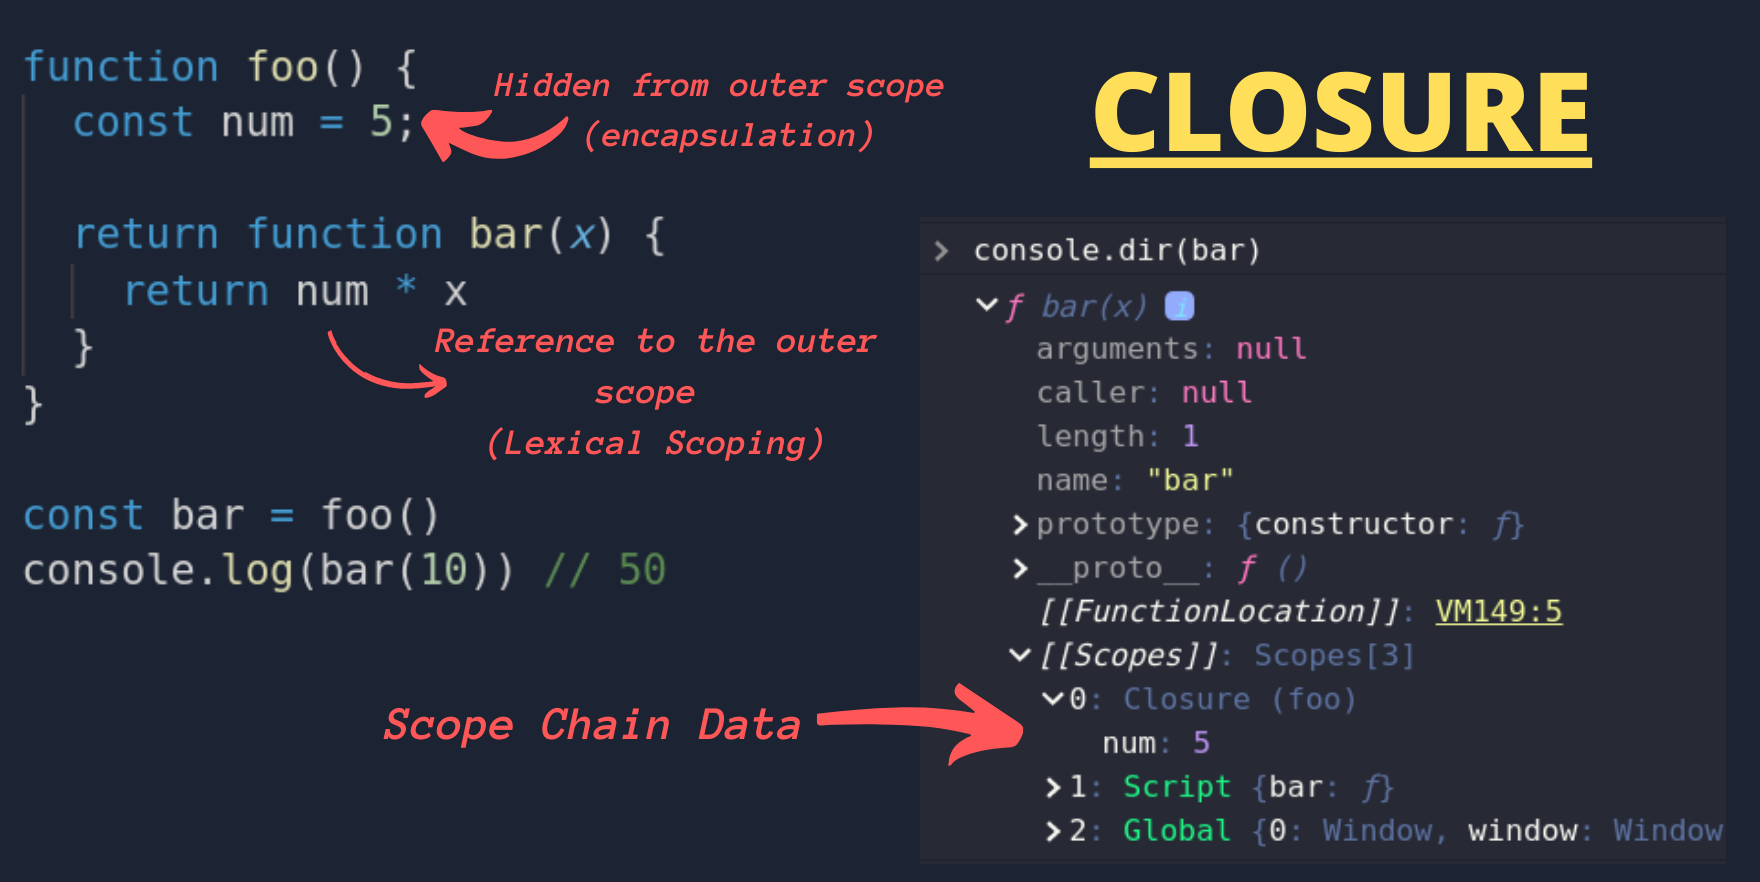 function foo() {
const num = 5;
Hidden from outer scope
(encapsulation)
return function bar(x) {
return num * x
}
}
Reference to the outer
scope
(Lexical Scoping)
const bar = foo()
console.log(bar(10)) // 50
Scope Chain Data
CLOSURE
> console.dir(bar)
ƒ bar(x) i
arguments: null
caller: null
length: 1
name: "bar"
prototype: {constructor: ƒ}
__proto__: ƒ ()
[[FunctionLocation]]: VM149:5
[[Scopes]]: Scopes[3]
0: Closure (foo)
num: 5
1: Script {bar: ƒ}
2: Global {0: Window, window: Window